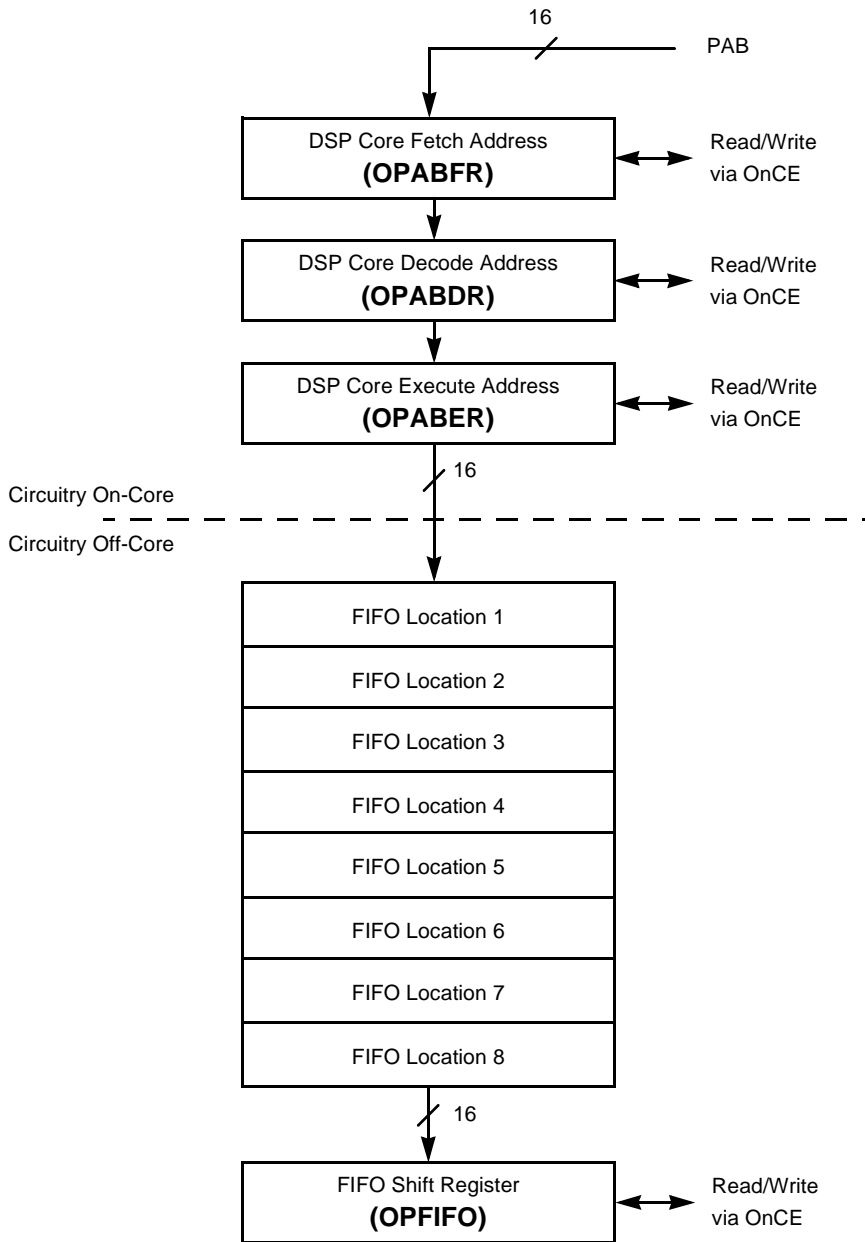 16
PAB
DSP Core Fetch Address
(OPABFR)
Read/Write
via OnCE
DSP Core Decode Address
(OPABDR)
Read/Write
via OnCE
DSP Core Execute Address
(OPABER)
Read/Write
via OnCE
16
Circuitry On-Core
Circuitry Off-Core
FIFO Location 1
FIFO Location 2
FIFO Location 3
FIFO Location 4
FIFO Location 5
FIFO Location 6
FIFO Location 7
FIFO Location 8
16
FIFO Shift Register
(OPFIFO)
Read/Write
via OnCE